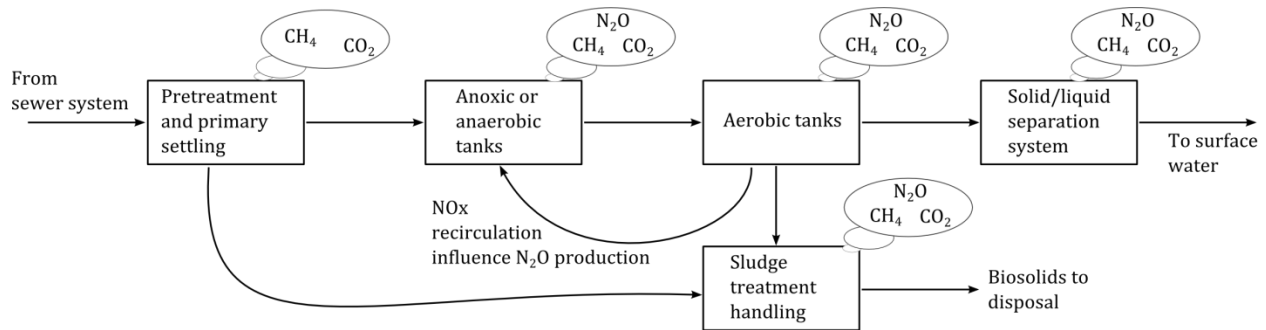 CH₄ CO₂
N₂O
CH₄ CO₂
N₂O
CH₄ CO₂
N₂O
CH₄ CO₂
From
sewer system
Pretreatment
and primary
settling
Anoxic or
anaerobic
tanks
Aerobic tanks
Solid/liquid
separation
system
To surface
water
NOx
recirculation
influence N₂O production
N₂O
CH₄ CO₂
Sludge
treatment
handling
Biosolids to
disposal